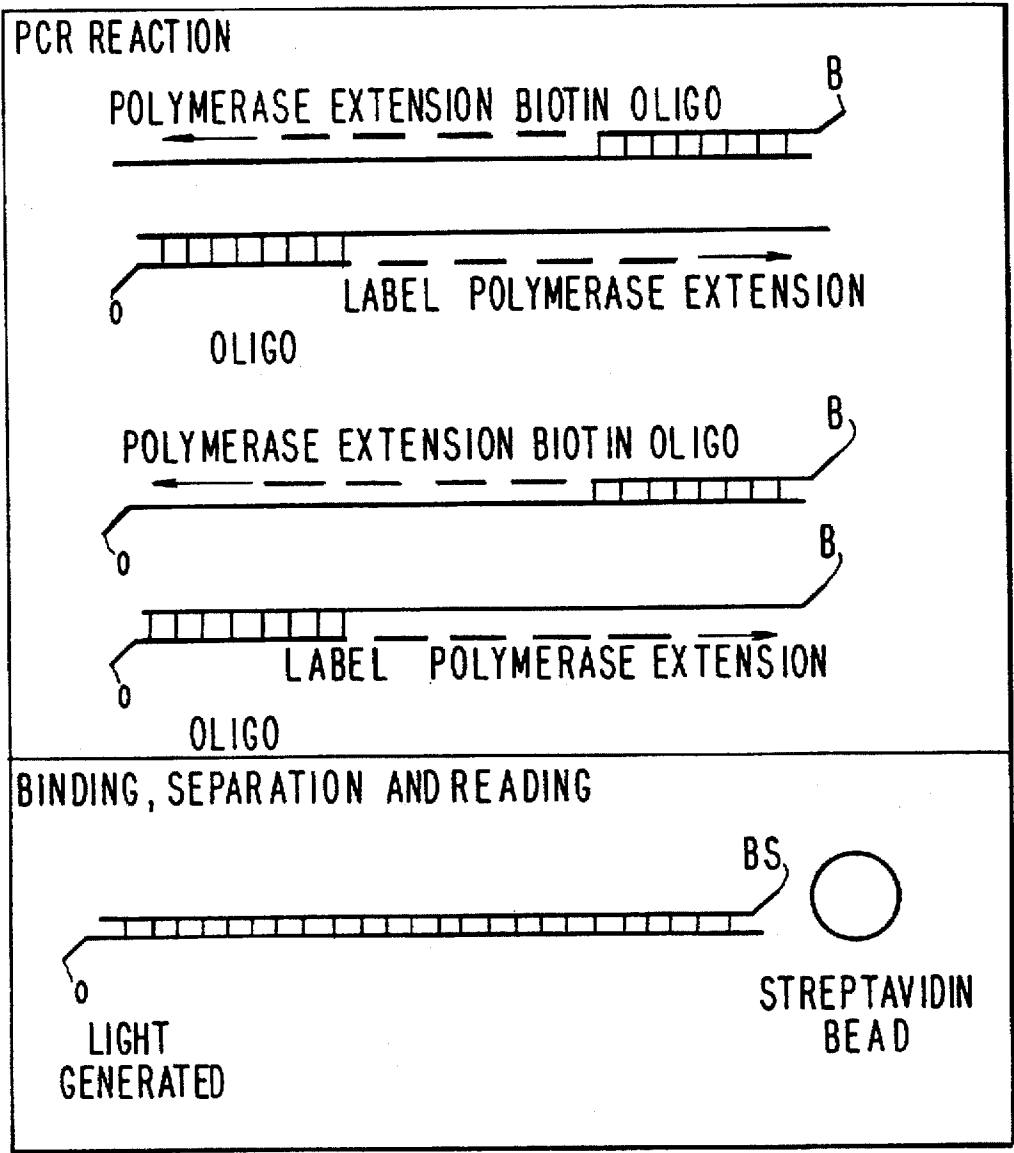 PCR REACTION
B
POLYMERASE EXTENSION BIOTIN OLIGO
O
LABEL POLYMERASE EXTENSION
OLIGO
B
POLYMERASE EXTENSION BIOTIN OLIGO
O
B
O
LABEL POLYMERASE EXTENSION
OLIGO
BINDING, SEPARATION AND READING
BS
O
STREPTAVIDIN
BEAD
LIGHT
GENERATED